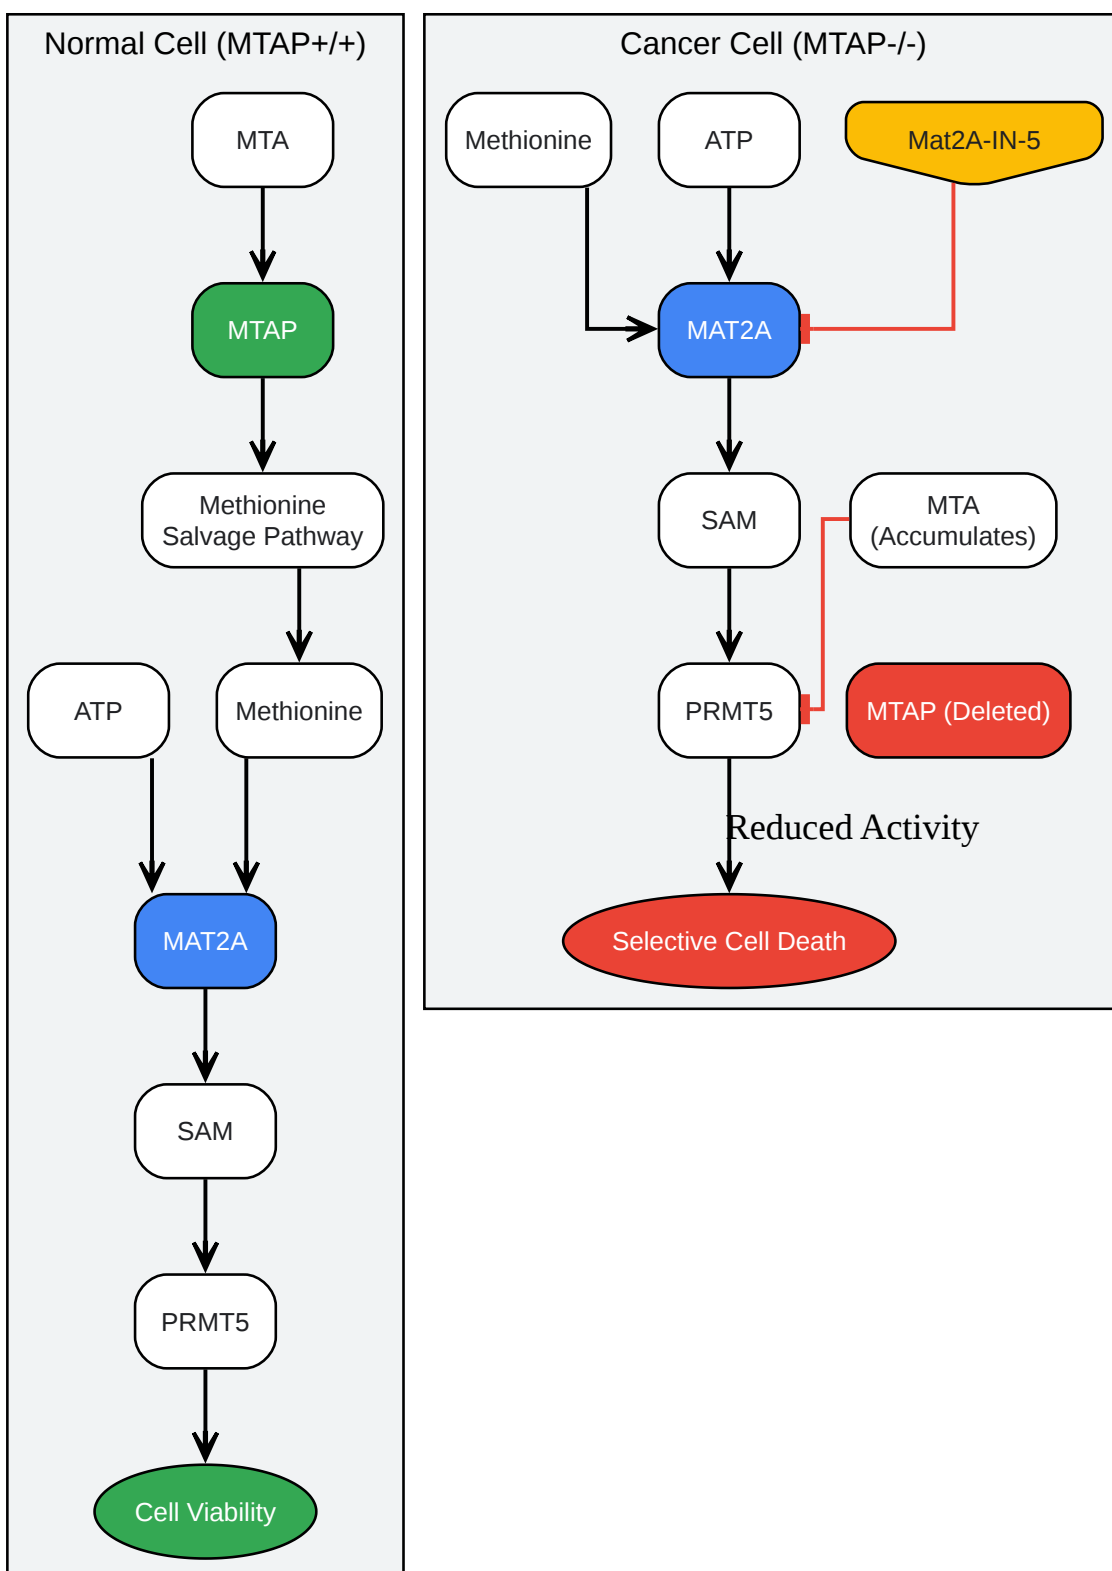 Normal Cell (MTAP+/+)
MTA
MTAP
Methionine
Salvage Pathway
ATP
Methionine
MAT2A
SAM
PRMT5
Cell Viability
Cancer Cell (MTAP-/-)
Methionine
ATP
Mat2A-IN-5
MAT2A
SAM
MTA
(Accumulates)
PRMT5
MTAP (Deleted)
Reduced Activity
Selective Cell Death